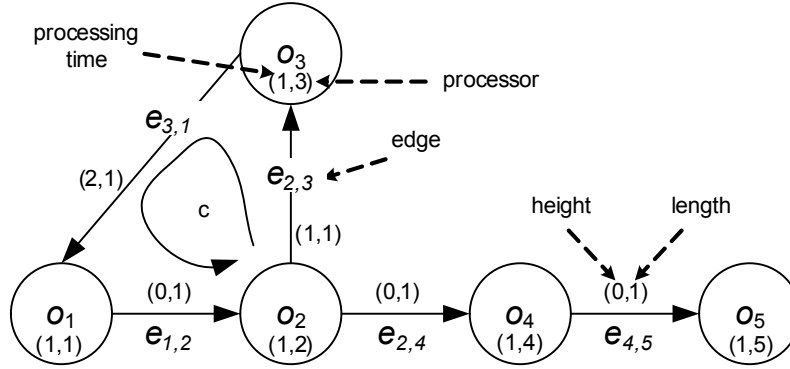 processing
time
o3
(1,3)
processor
e3,1
edge
e2,3
(2,1)
c
height
length
(1,1)
(0,1)
(0,1)
(0,1)
o1
o2
o4
o5
(1,1)
e1,2
(1,2)
e2,4
(1,4)
e4,5
(1,5)